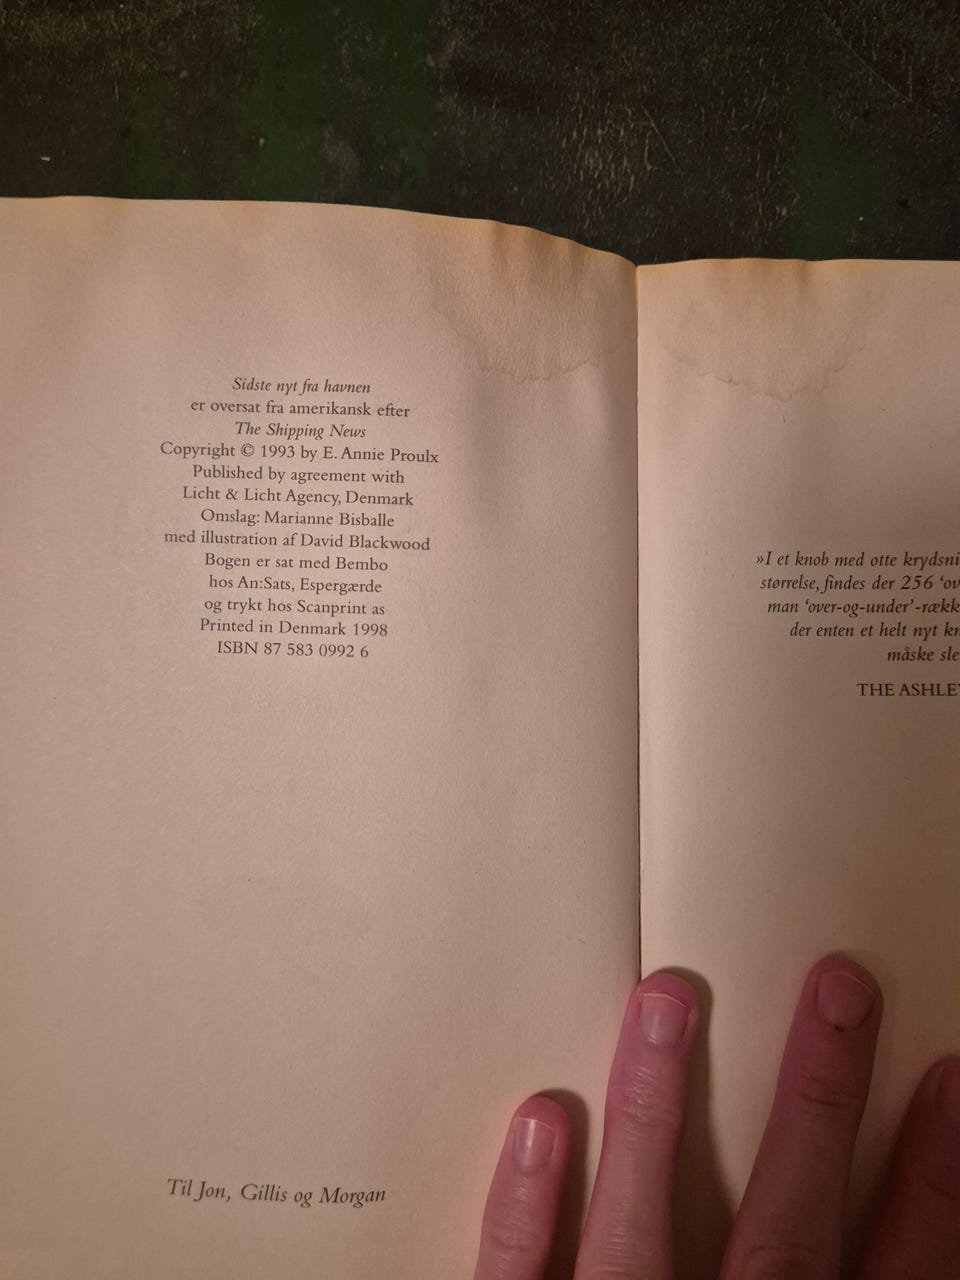 Sidste nyt fra havnen
er oversat fra amerikansk efter
The Shipping News
Copyright © 1993 by E. Annie Proulx
Published by agreement with
Licht & Licht Agency, Denmark
Omslag: Marianne Bisballe
med illustration af David Blackwood
Bogen er sat med Bembo
hos An:Sats, Espergærde
og trykt hos Scanprint as
Printed in Denmark 1998
ISBN 87 583 0992 6
Til Jon, Gillis og Morgan
»I et knob med otte
størrelse, findes der 256
man 'over-og-under'-
der enten et helt nyt
måske
THE